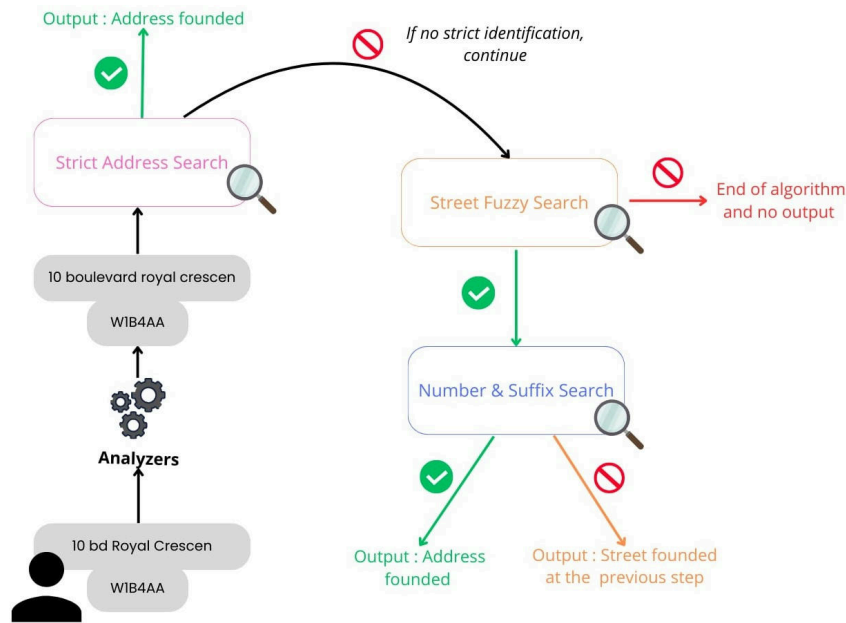 Output : Address founded
If no strict identification,
continue
Strict Address Search
Street Fuzzy Search
End of algorithm
and no output
10 boulevard royal crescen
W1B4AA
Number & Suffix Search
Analyzers
10 bd Royal Crescen
W1B4AA
Output : Address
founded
Output : Street founded
at the previous step